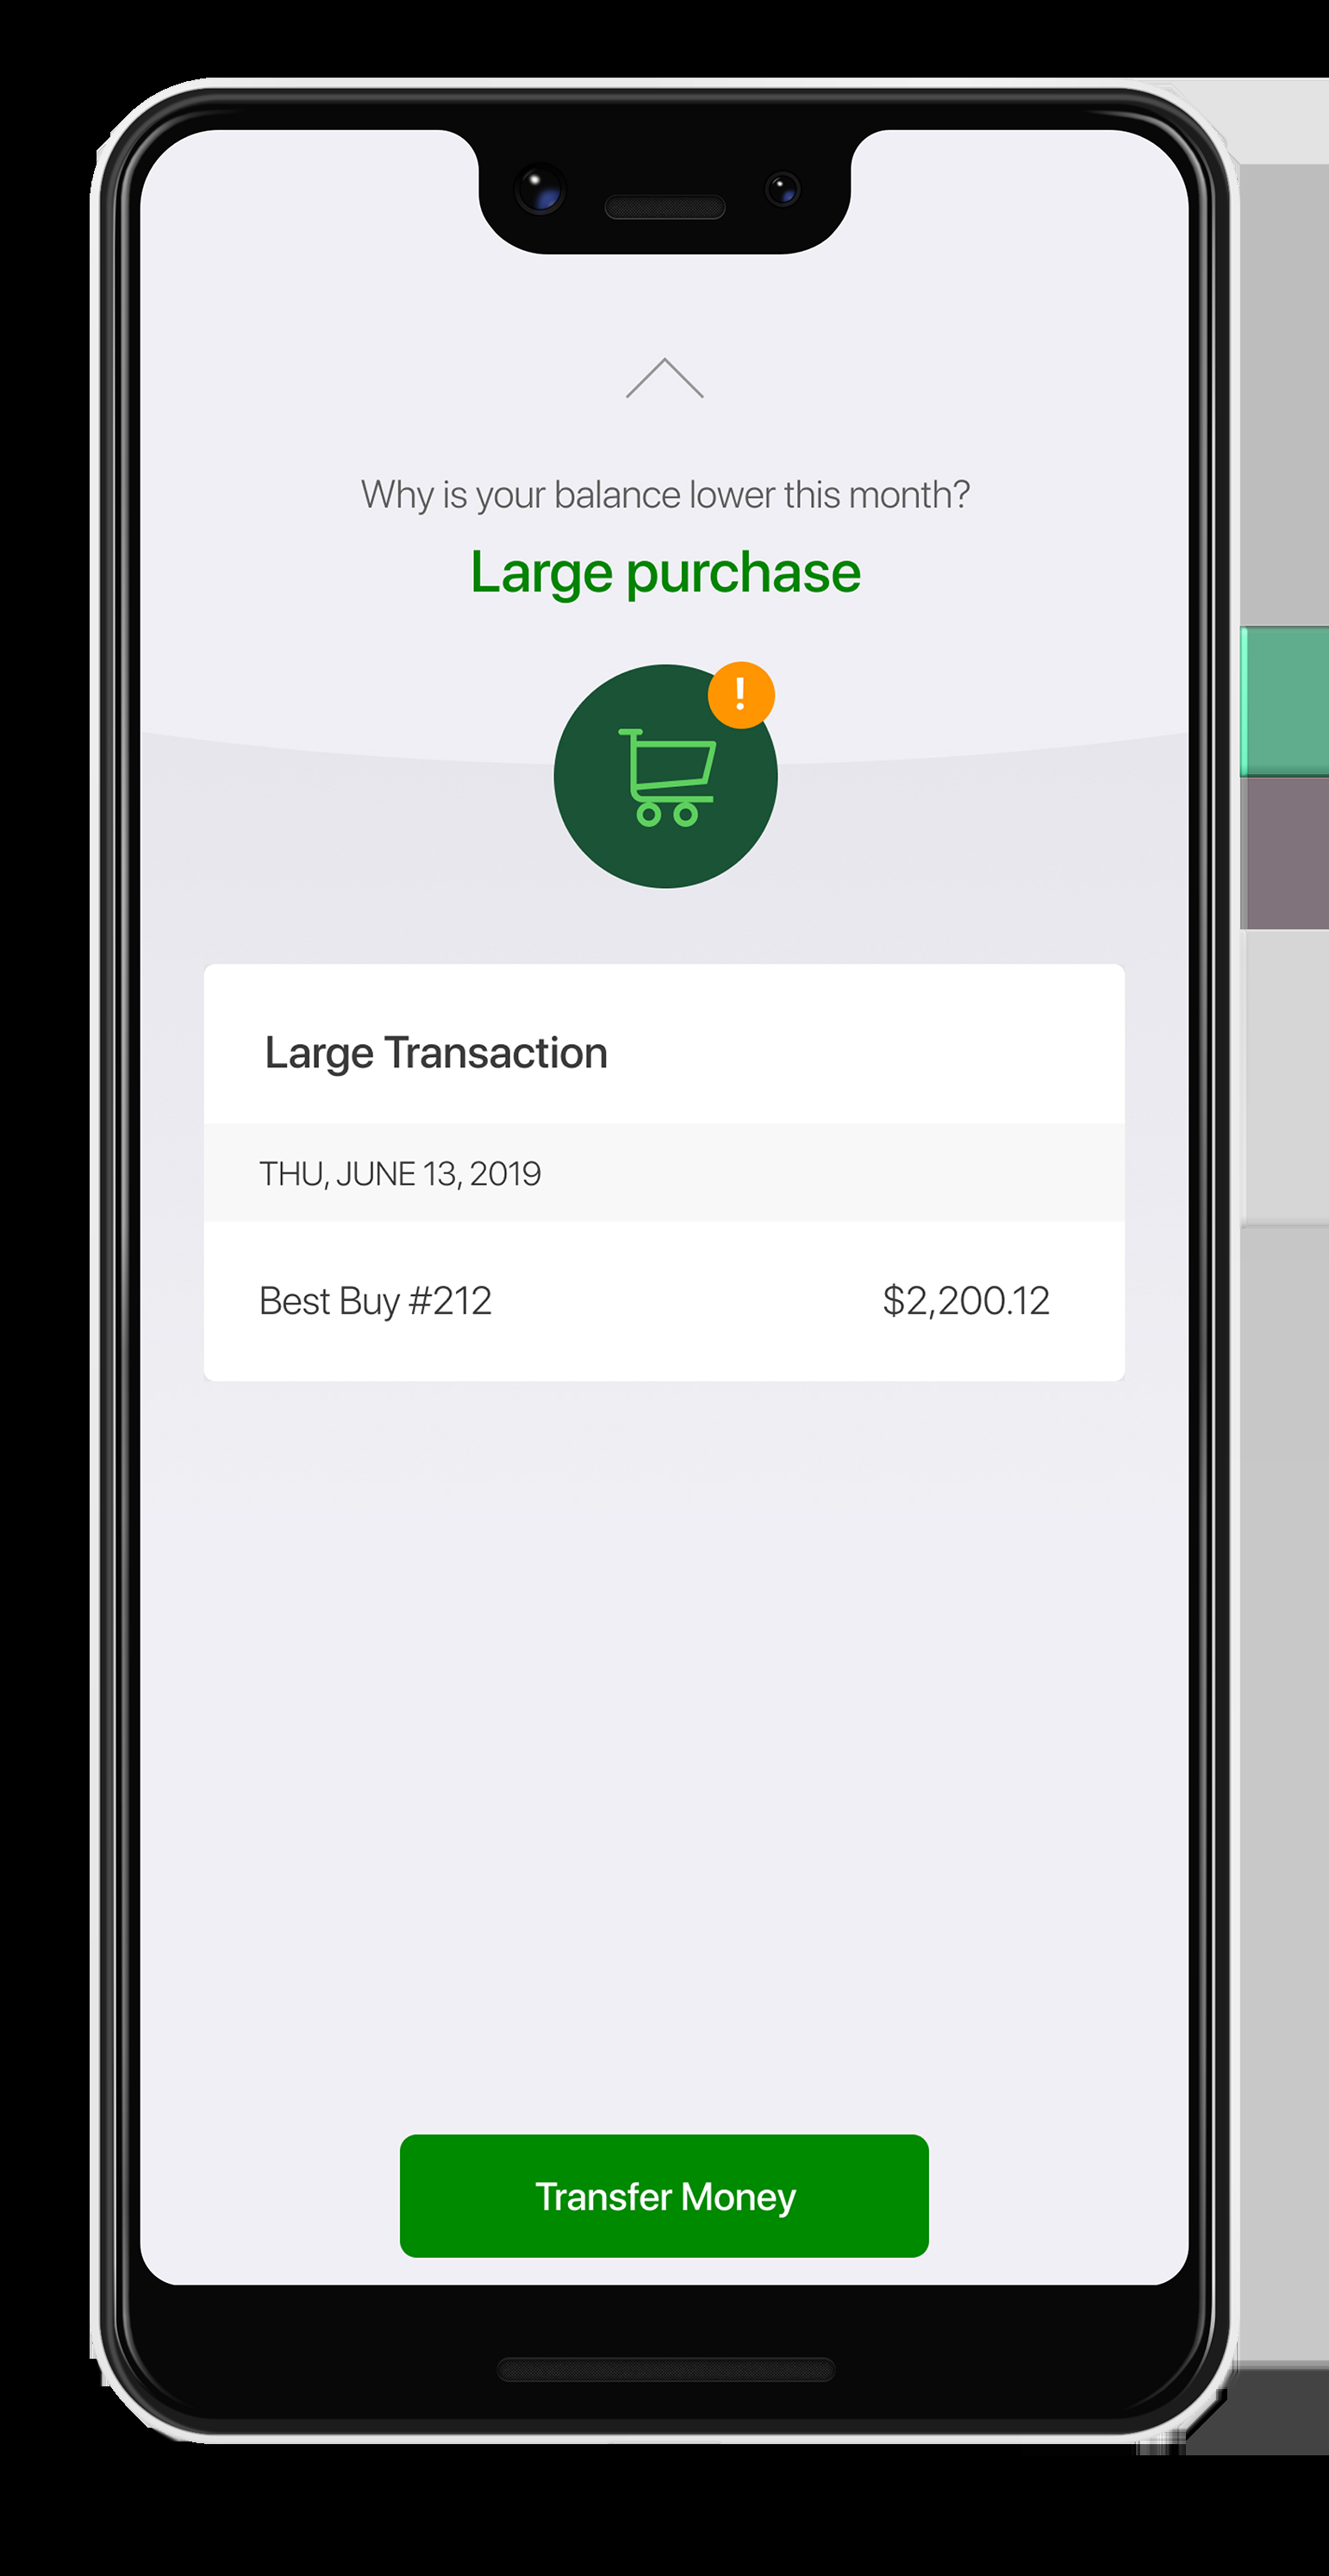 Why is your balance lower this month?
Large purchase
!
Large Transaction
THU, JUNE 13, 2019
Best Buy #212 $2,200.12
Transfer Money